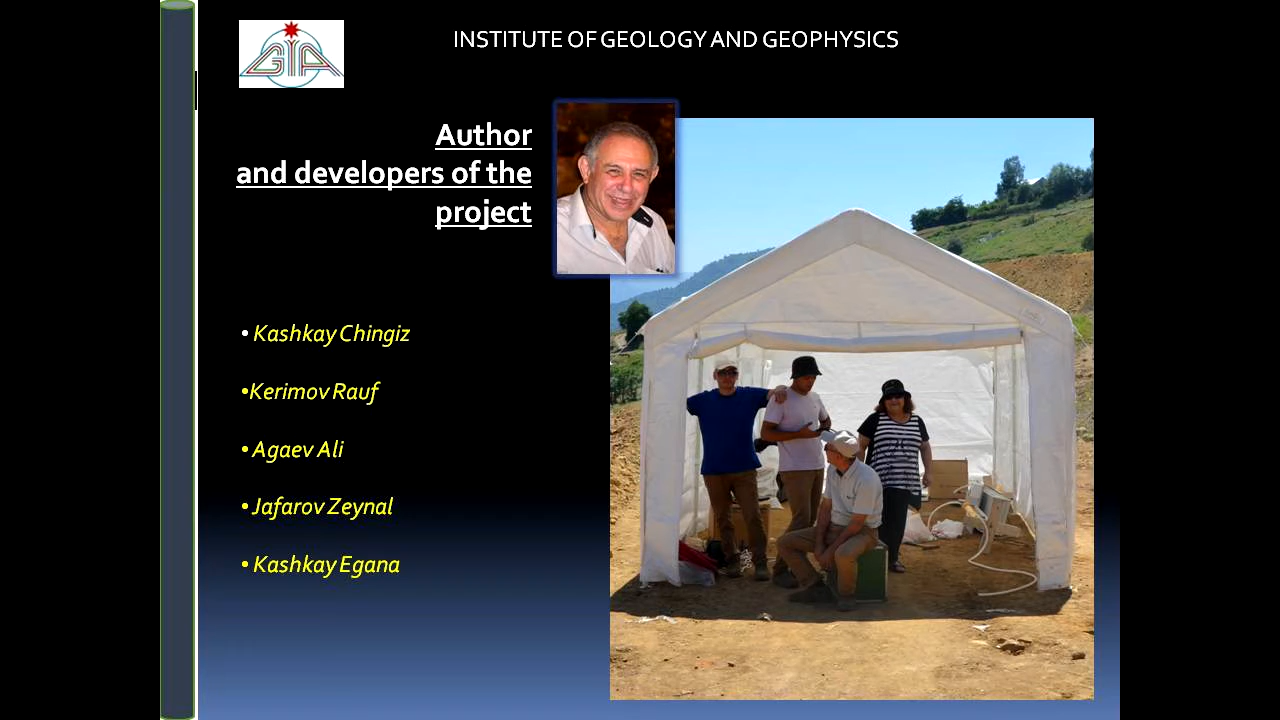 GIA
INSTITUTE OF GEOLOGY AND GEOPHYSICS
Author
and developers of the
project
• Kashkay Chingiz
•Kerimov Rauf
• Agaev Ali
• Jafarov Zeynal
• Kashkay Egana